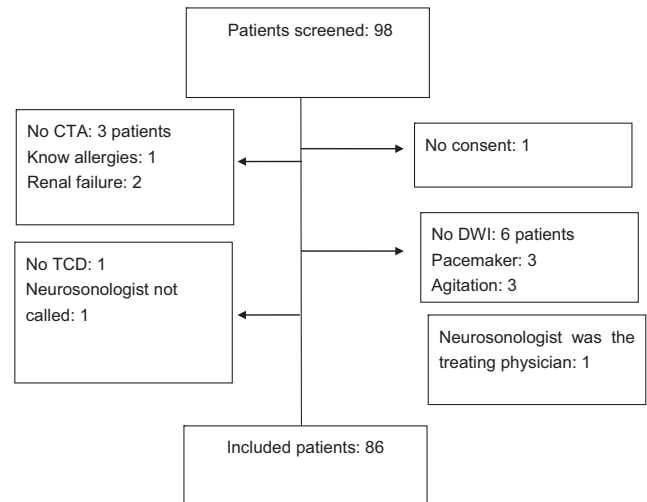 Patients screened: 98
No CTA: 3 patients
Know allergies: 1
Renal failure: 2
No consent: 1
No DWI: 6 patients
Pacemaker: 3
Agitation: 3
No TCD: 1
Neurosonologist not
called: 1
Neurosonologist was the
treating physician: 1
Included patients: 86